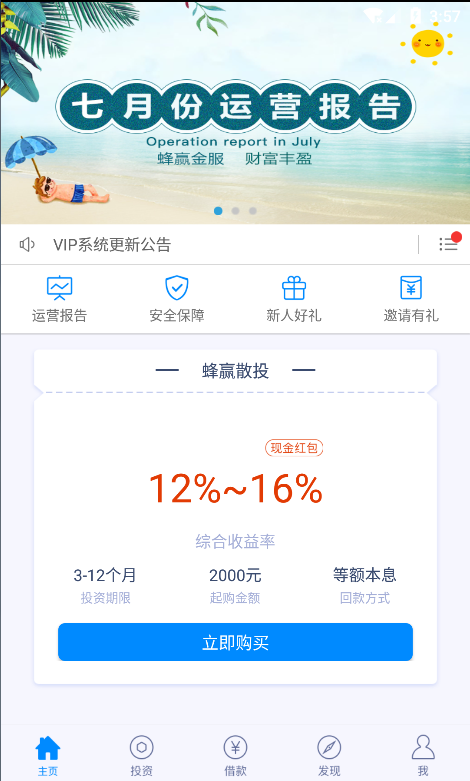 3:57
七月份运营报告
Operation report in July
蜂赢金服 财富丰盈
VIP系统更新公告
运营报告 安全保障 新人好礼 邀请有礼
蜂赢散投
现金红包
12%~16%
综合收益率
3-12个月 2000元 等额本息
投资期限 起购金额 回款方式
立即购买
主页 投资 借款 发现 我